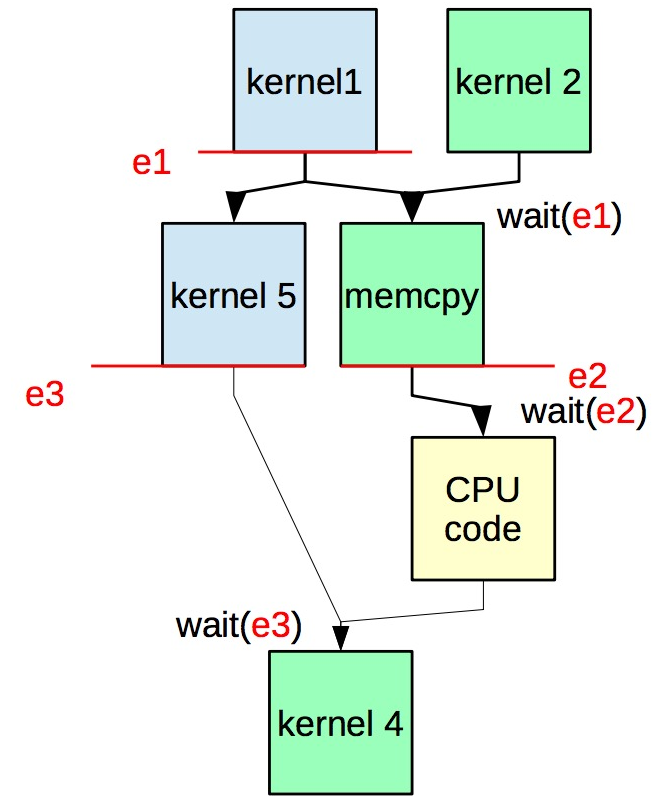 kernel1
kernel 2
e1
wait(e1)
kernel 5
memcpy
e3
e2
wait(e2)
CPU
code
wait(e3)
kernel 4